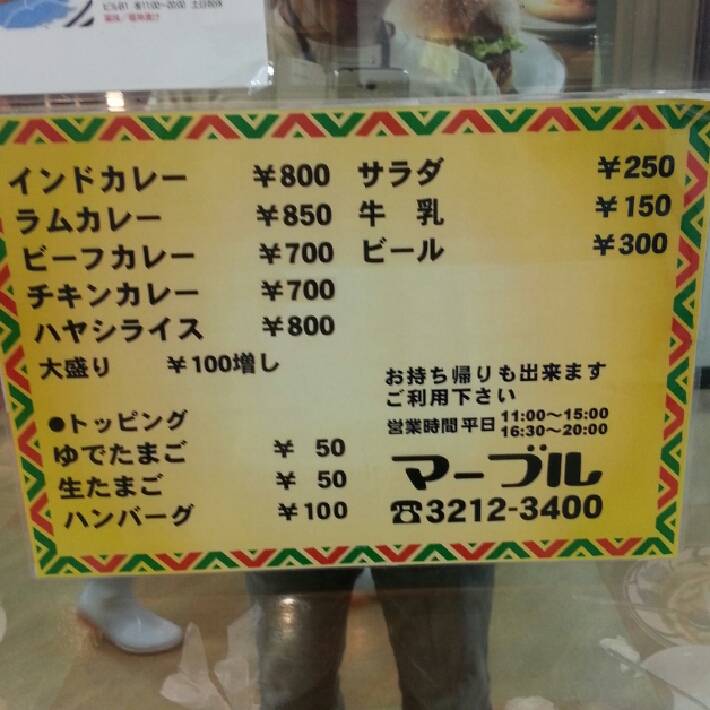 インドカレー ¥800
ラムカレー ¥850
ビーフカレー ¥700
チキンカレー ¥700
ハヤシライス ¥800
大盛り ¥100増し
●トッピング
ゆでたまご ¥ 50
生たまご ¥ 50
ハンバーグ ¥100
サラダ ¥250
牛 乳 ¥150
ビール ¥300
お持ち帰りも出来ます
ご利用下さい
営業時間平日 11:00～15:00
16:30～20:00
マーブル
☎3212-3400